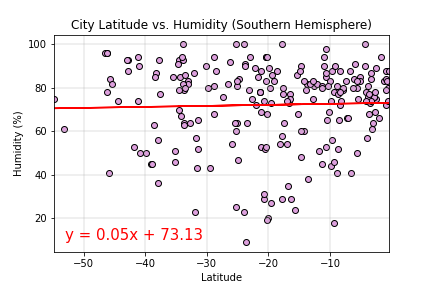 City Latitude vs. Humidity (Southern Hemisphere)
100
80
60
40
20
Humidity (%)
y = 0.05x + 73.13
−50 −40 −30 −20 −10 0
Latitude